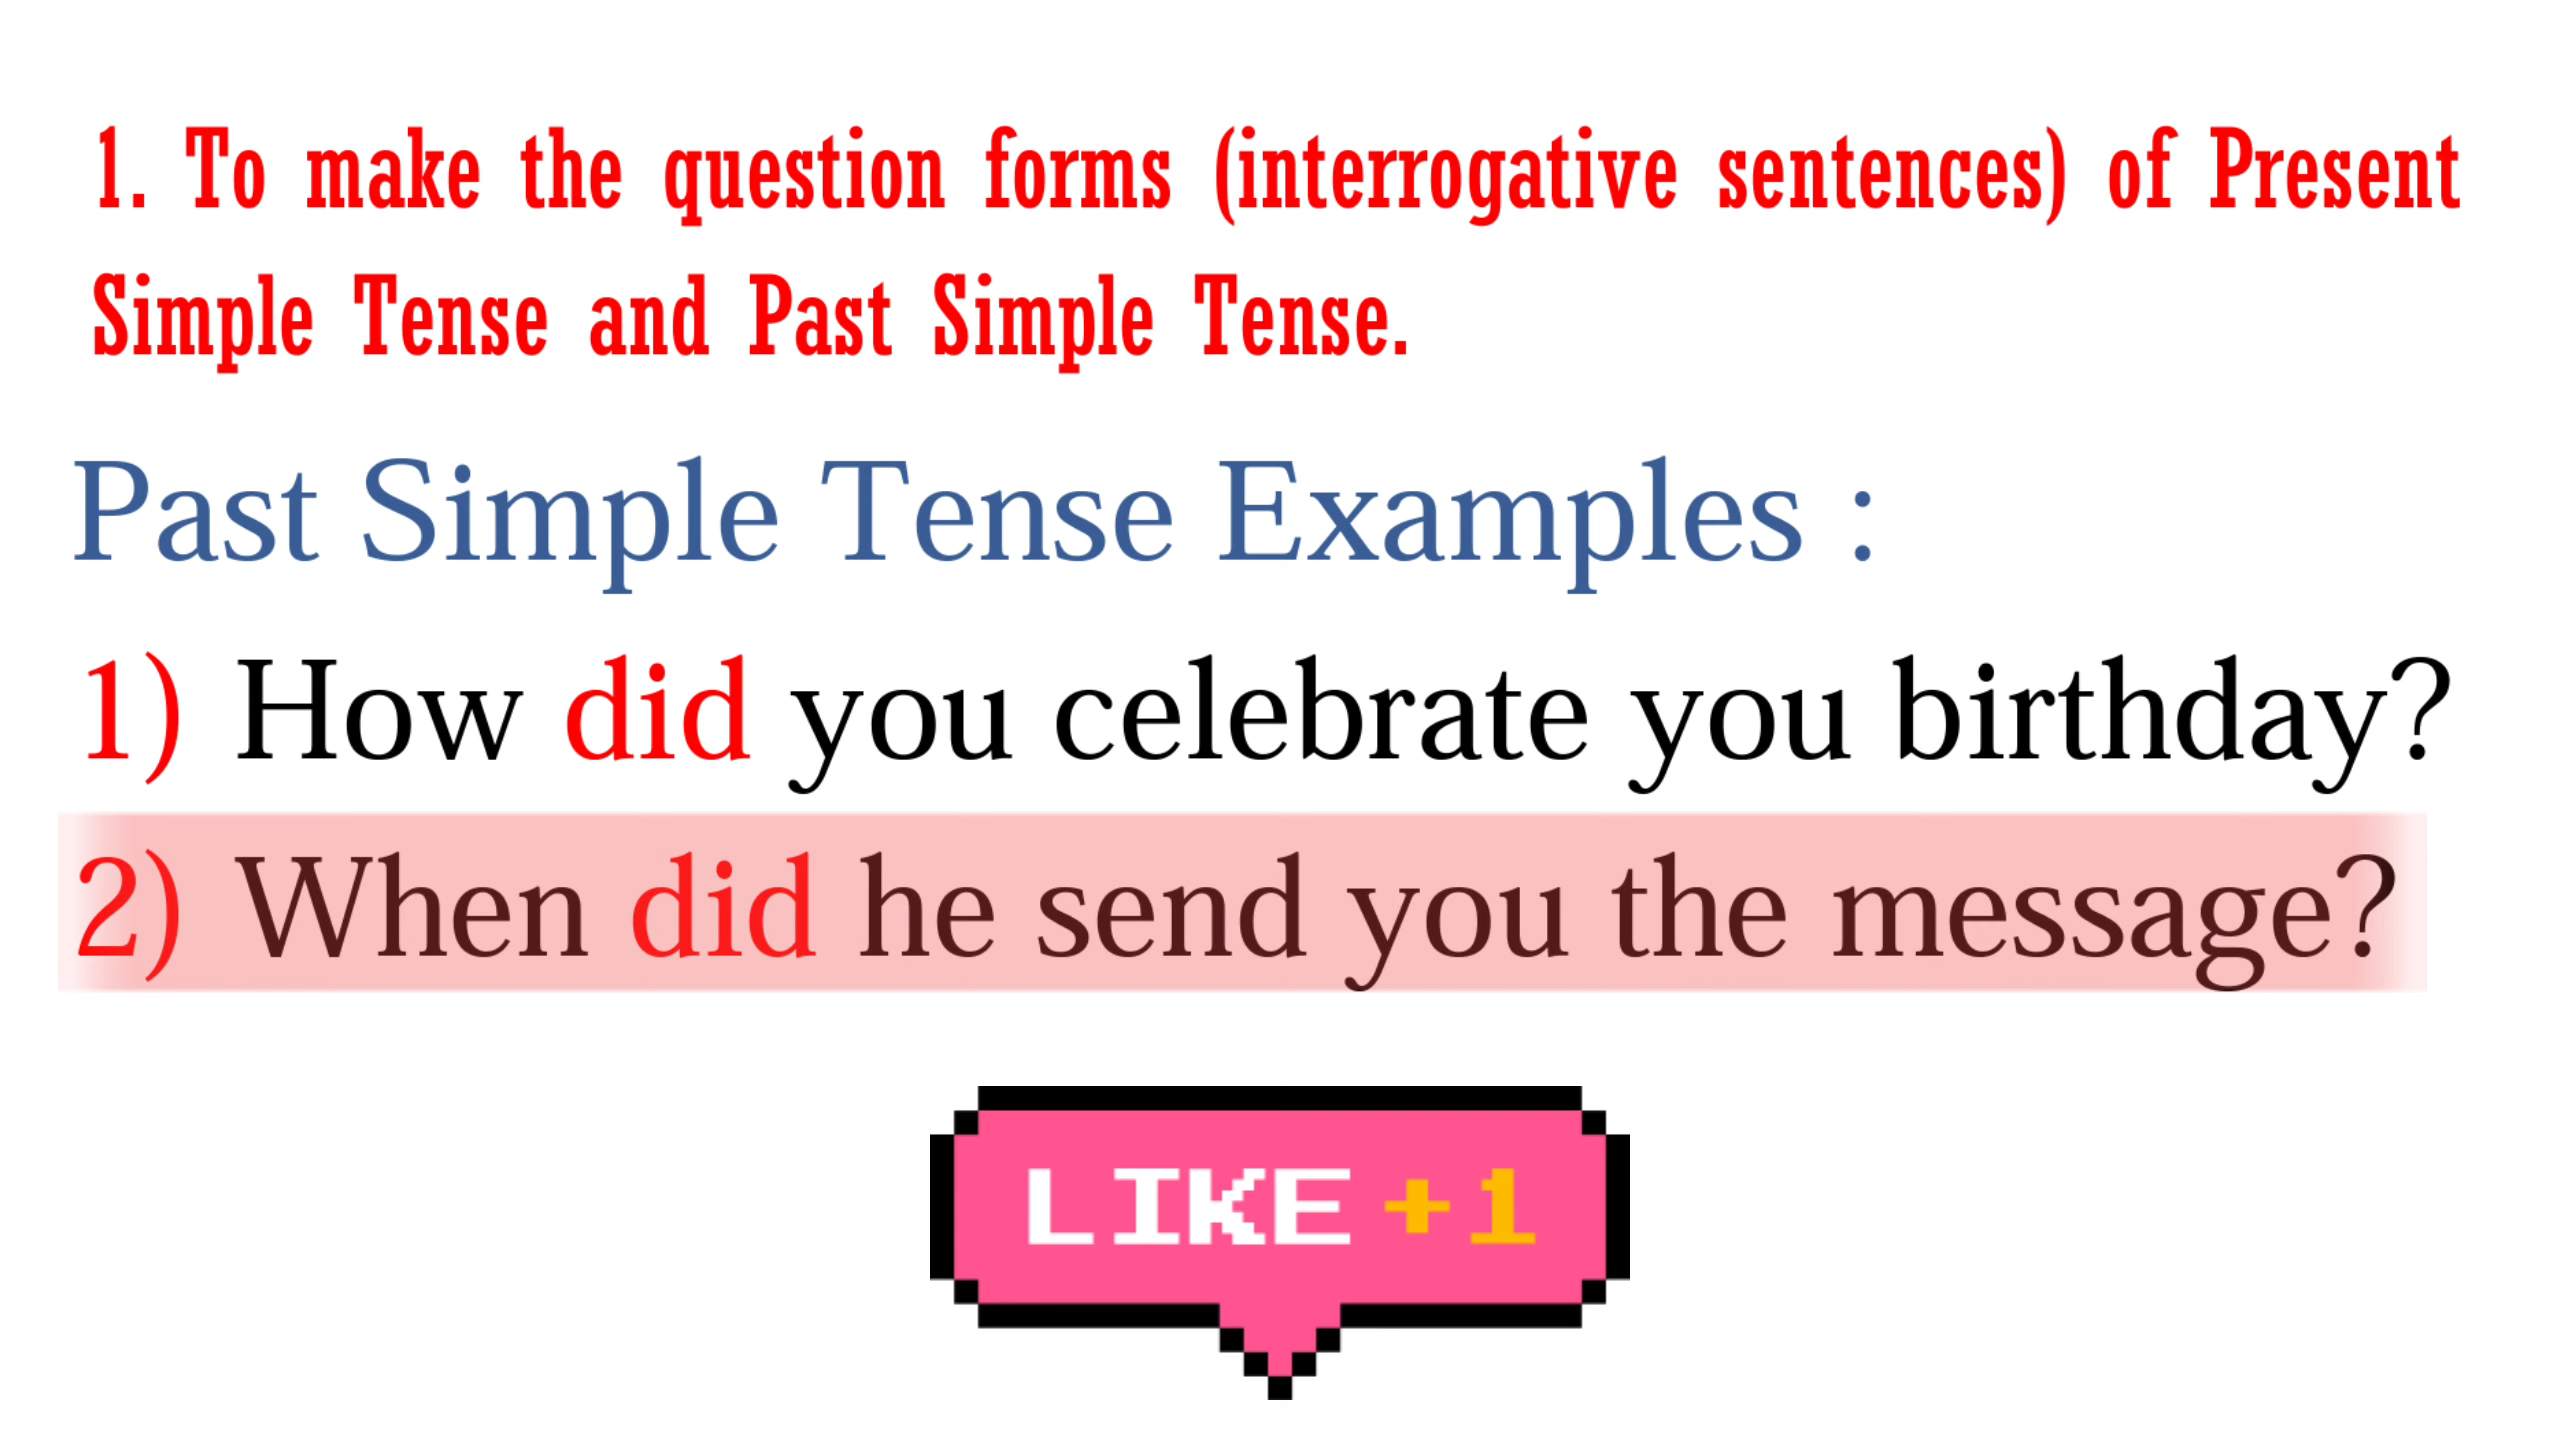 1. To make the question forms (interrogative sentences) of Present
Simple Tense and Past Simple Tense.
Past Simple Tense Examples :
1) How did you celebrate you birthday?
2) When did he send you the message?
LIKE +1